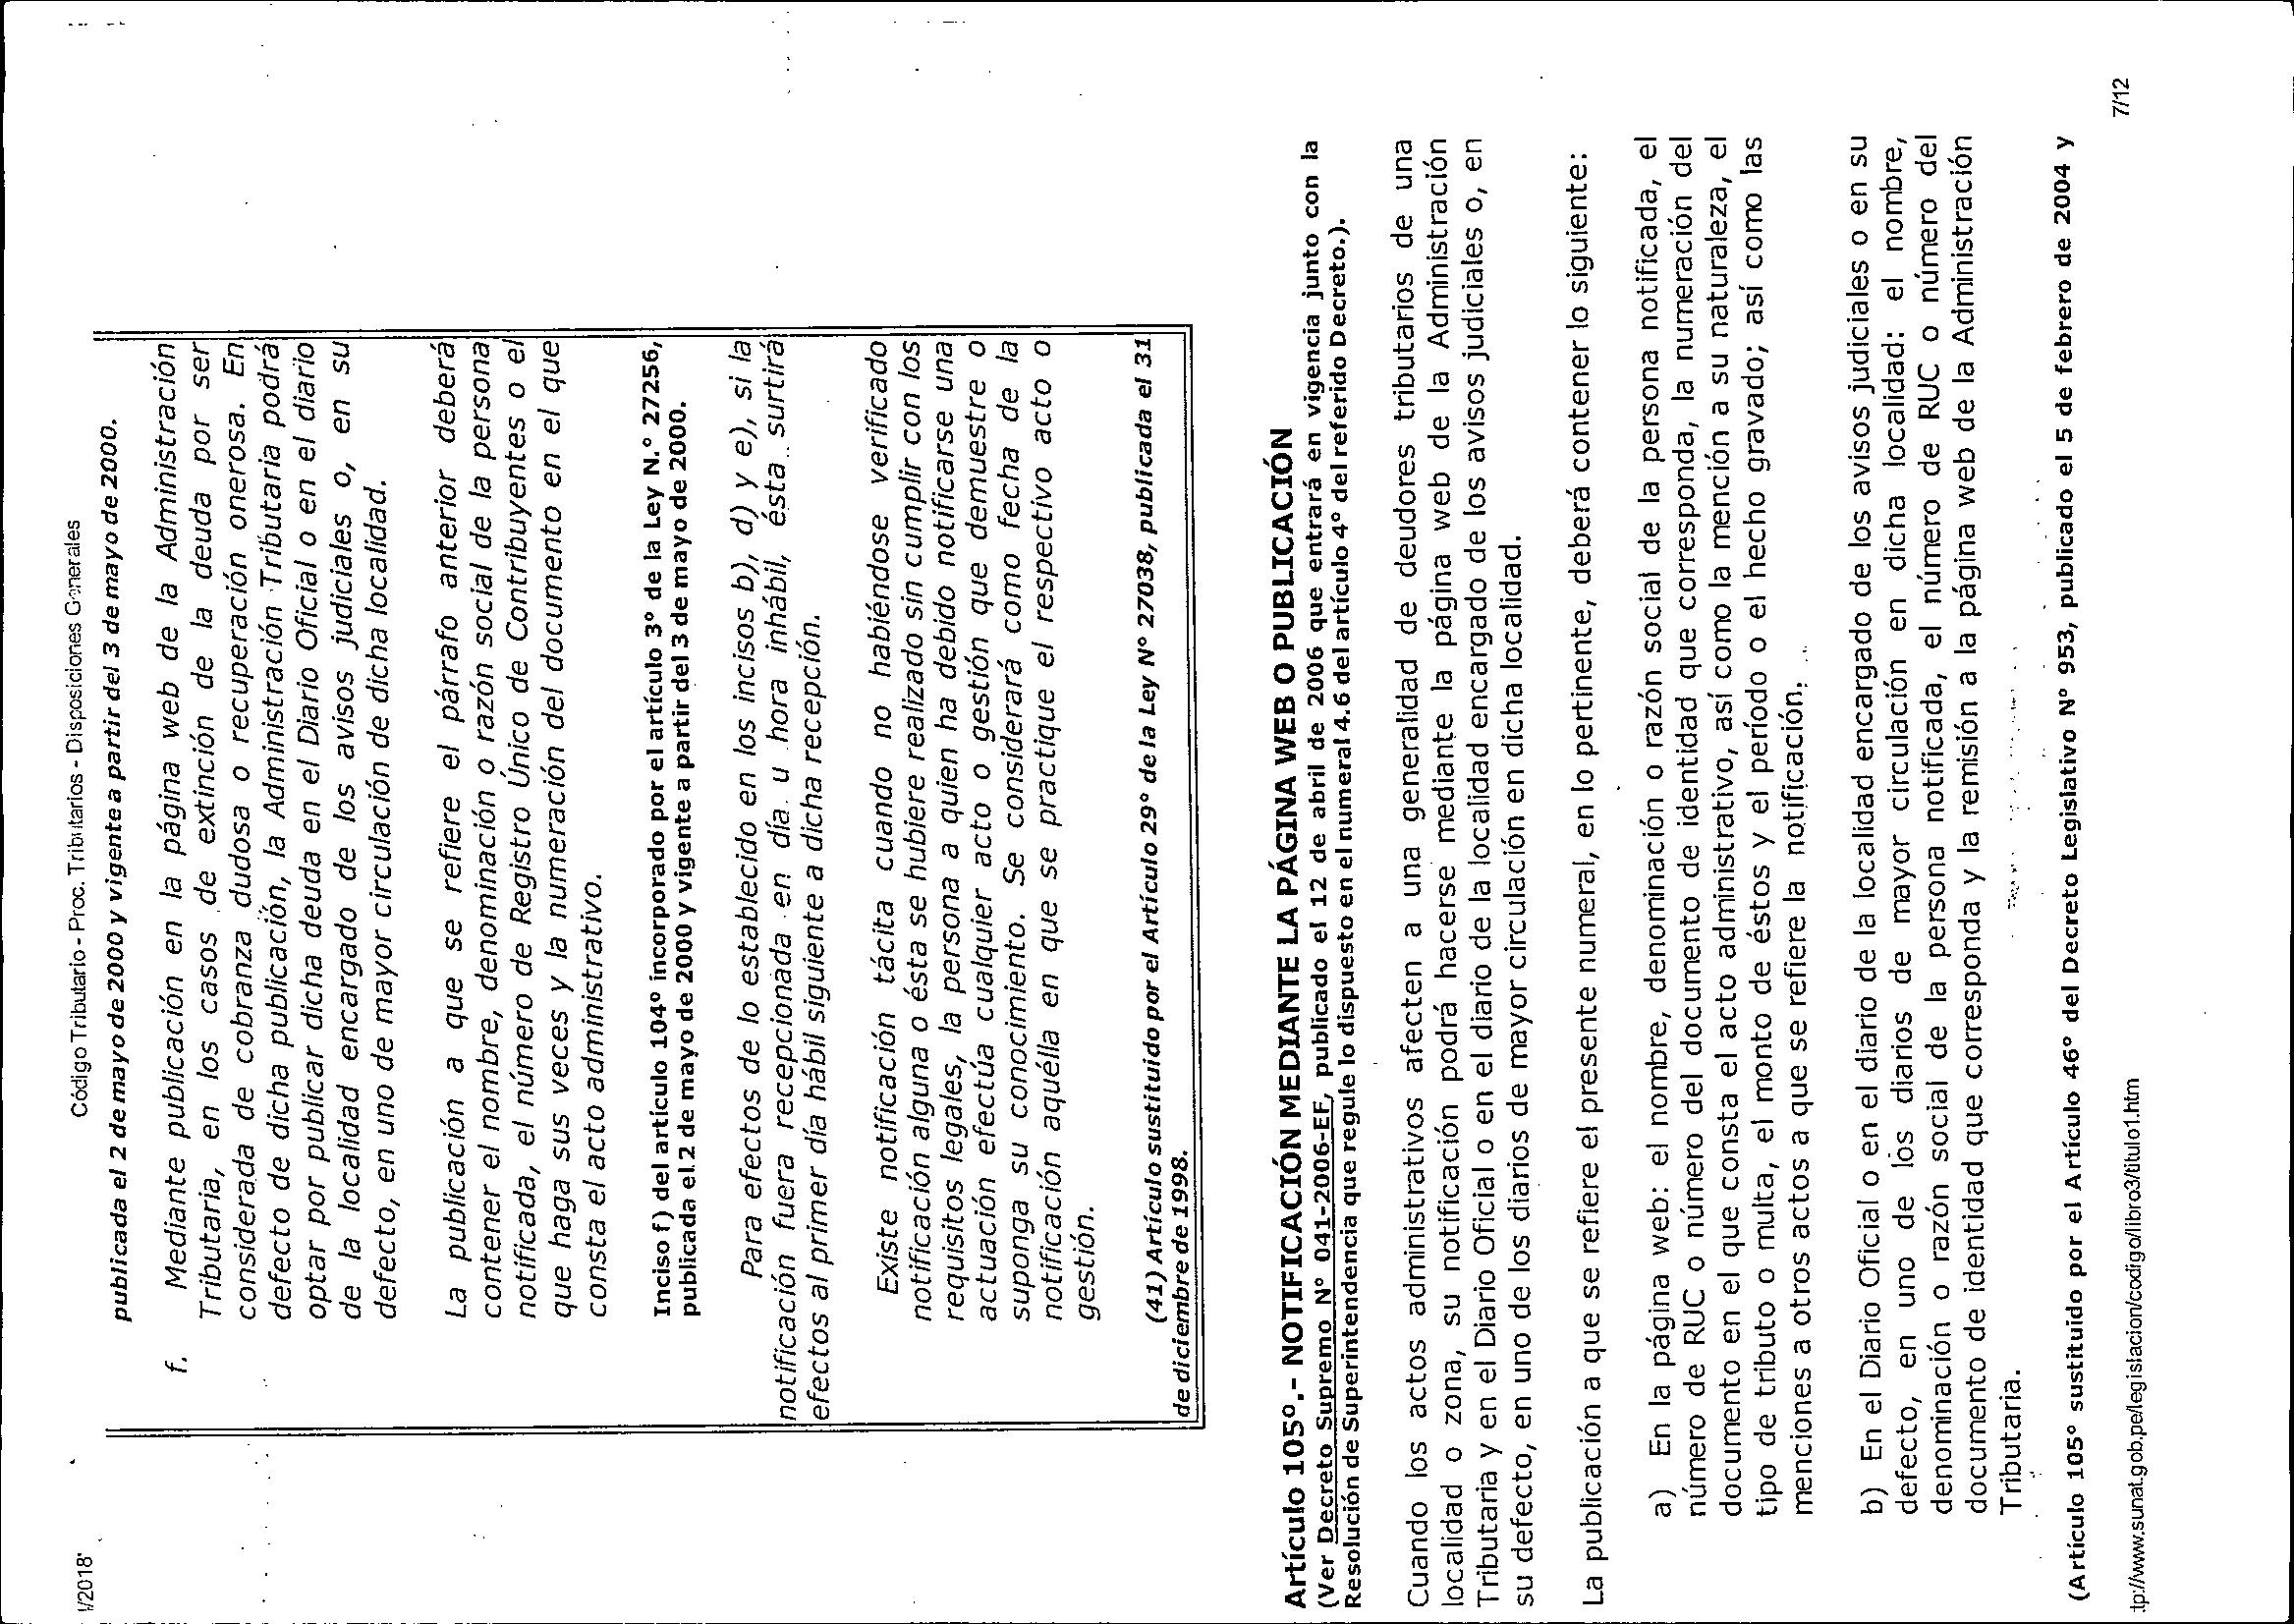 /2018
Código Tributario - Proc. Tributarios - Disposiciones Generales
publicada el 2 de mayo de 2000 y vigente a partir del 3 de mayo de 2000.
f. Mediante publicación en la página web de la Administración
Tributaria, en los casos de extinción de la deuda por ser
considerada de cobranza dudosa o recuperación onerosa. En
defecto de dicha publicación, la Administración Tributaria podrá
optar por publicar dicha deuda en el Diario Oficial o en el diario
de la localidad encargado de los avisos judiciales o, en su
defecto, en uno de mayor circulación de dicha localidad.
La publicación a que se refiere el párrafo anterior deberá
contener el nombre, denominación o razón social de la persona
notificada, el número de Registro Único de Contribuyentes o el
que haga sus veces y la numeración del documento en el que
consta el acto administrativo.
Inciso f) del artículo 104º incorporado por el artículo 3º de la Ley N.º 27256,
publicada el 2 de mayo de 2000 y vigente a partir del 3 de mayo de 2000.
Para efectos de lo establecido en los incisos b), d) y e), si la
notificación fuera recepcionada en día u hora inhábil, ésta surtirá
efectos al primer día hábil siguiente a dicha recepción.
Existe notificación tácita cuando no habiéndose verificado
notificación alguna o ésta se hubiere realizado sin cumplir con los
requisitos legales, la persona a quien ha debido notificarse una
actuación efectúa cualquier acto o gestión que demuestre o
suponga su conocimiento. Se considerará como fecha de la
notificación aquélla en que se practique el respectivo acto o
gestión.
(41) Artículo sustituido por el Artículo 29° de la Ley N° 27038, publicada el 31
de diciembre de 1998.
Artículo 105°.- NOTIFICACIÓN MEDIANTE LA PÁGINA WEB O PUBLICACIÓN
(Ver Decreto Supremo N° 041-2006-EF, publicado el 12 de abril de 2006 que entrará en vigencia junto con la
Resolución de Superintendencia que regule lo dispuesto en el numeral 4.6 del artículo 4° del referido Decreto.).
Cuando los actos administrativos afecten a una generalidad de deudores tributarios de una
localidad o zona, su notificación podrá hacerse mediante la página web de la Administración
Tributaria y en el Diario Oficial o en el diario de la localidad encargado de los avisos judiciales o, en
su defecto, en uno de los diarios de mayor circulación en dicha localidad.
La publicación a que se refiere el presente numeral, en lo pertinente, deberá contener lo siguiente:
a) En la página web: el nombre, denominación o razón social de la persona notificada, el
número de RUC o número del documento de identidad que corresponda, la numeración del
documento en el que consta el acto administrativo, así como la mención a su naturaleza, el
tipo de tributo o multa, el monto de éstos y el período o el hecho gravado; así como las
menciones a otros actos a que se refiere la notificación.
b) En el Diario Oficial o en el diario de la localidad encargado de los avisos judiciales o en su
defecto, en uno de los diarios de mayor circulación en dicha localidad: el nombre,
denominación o razón social de la persona notificada, el número de RUC o número del
documento de identidad que corresponda y la remisión a la página web de la Administración
Tributaria.
(Artículo 105° sustituido por el Artículo 46° del Decreto Legislativo N° 953, publicado el 5 de febrero de 2004 y
tp://www.sunat.gob.pe/legislacion/codigo/libro3/titulo1.htm
7/12